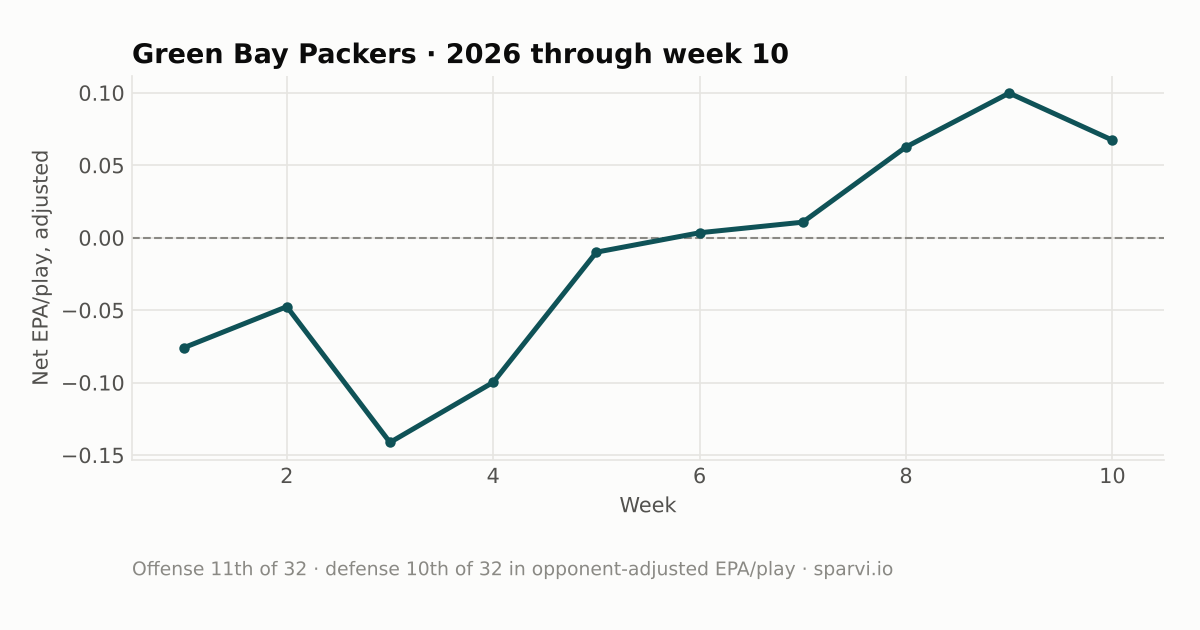 Green Bay Packers · 2026 through week 10
0.10
0.05
0.00
−0.05
−0.10
−0.15
Net EPA/play, adjusted
2 4 6 8 10
Week
Offense 11th of 32 · defense 10th of 32 in opponent-adjusted EPA/play · sparvi.io